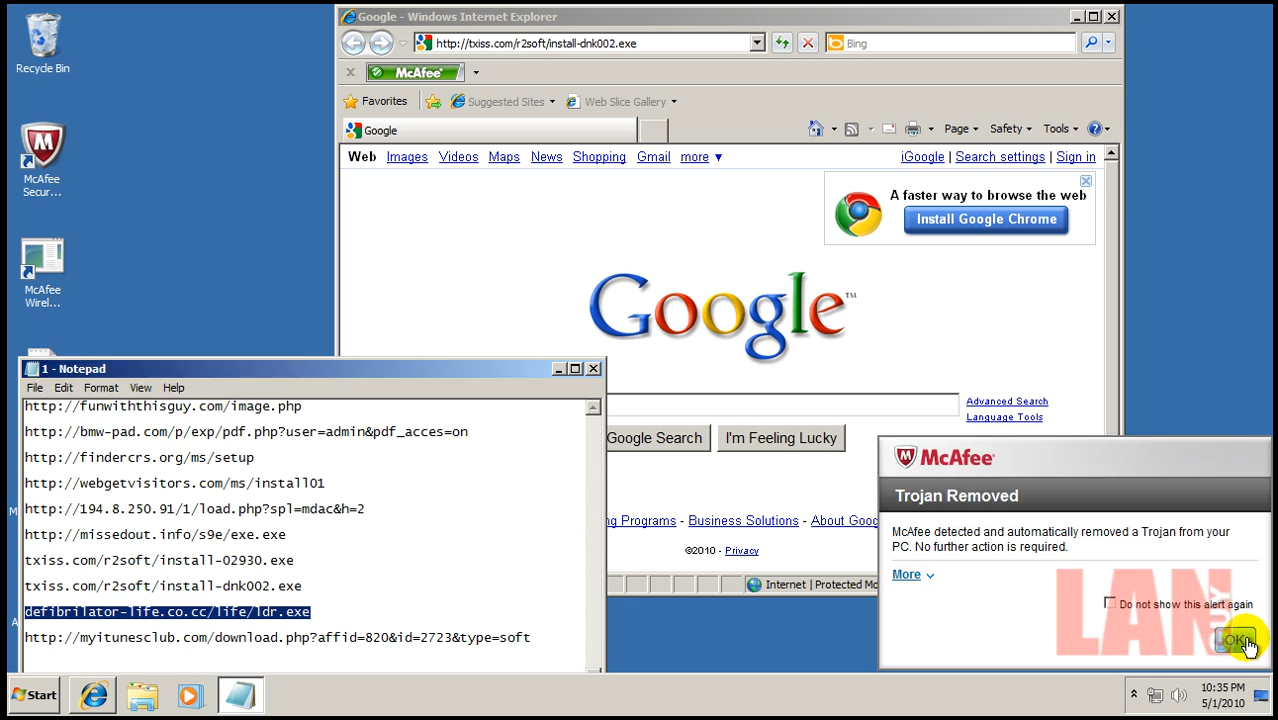 Recycle Bin
McAfee
Secur...
McAfee
Wirel...
Google - Windows Internet Explorer
http://txiss.com/r2soft/install-dnk002.exe
Bing
McAfee
Favorites
Suggested Sites
Web Slice Gallery
Google
Page
Safety
Tools
Web Images Videos Maps News Shopping Gmail more ▼
iGoogle | Search settings | Sign in
A faster way to browse the web
Install Google Chrome
Google™
Advanced Search
Language Tools
Google Search
I'm Feeling Lucky
ng Programs - Business Solutions - About Goog
©2010 - Privacy
Internet | Protected Mo
1 - Notepad
File Edit Format View Help
http://funwiththisguy.com/image.php
http://bmw-pad.com/p/exp/pdf.php?user=admin&pdf_acces=on
http://findercrs.org/ms/setup
http://webgetvisitors.com/ms/install01
http://194.8.250.91/1/load.php?spl=mdac&h=2
http://missedout.info/s9e/exe.exe
txiss.com/r2soft/install-02930.exe
txiss.com/r2soft/install-dnk002.exe
defibrilator-life.co.cc/life/ldr.exe
http://myitunesclub.com/download.php?affid=820&id=2723&type=soft
McAfee
Trojan Removed
McAfee detected and automatically removed a Trojan from your
PC. No further action is required.
More
Do not show this alert again
OK
LAN GUY
Start
10:35 PM
5/1/2010